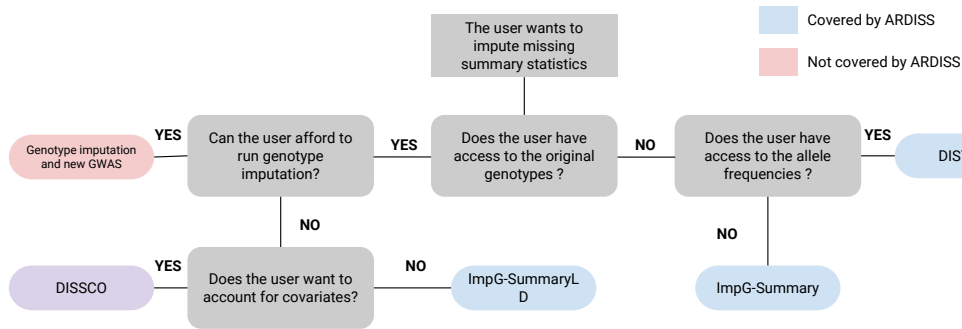 The user wants to
impute missing
summary statistics
Covered by ARDISS
Not covered by ARDISS
Genotype imputation
and new GWAS
YES
Can the user afford to
run genotype
imputation?
YES
Does the user have
access to the original
genotypes ?
NO
Does the user have
access to the allele
frequencies ?
YES
NO
NO
DISSCO
YES
Does the user want to
account for covariates?
NO
ImpG-SummaryL
D
ImpG-Summary